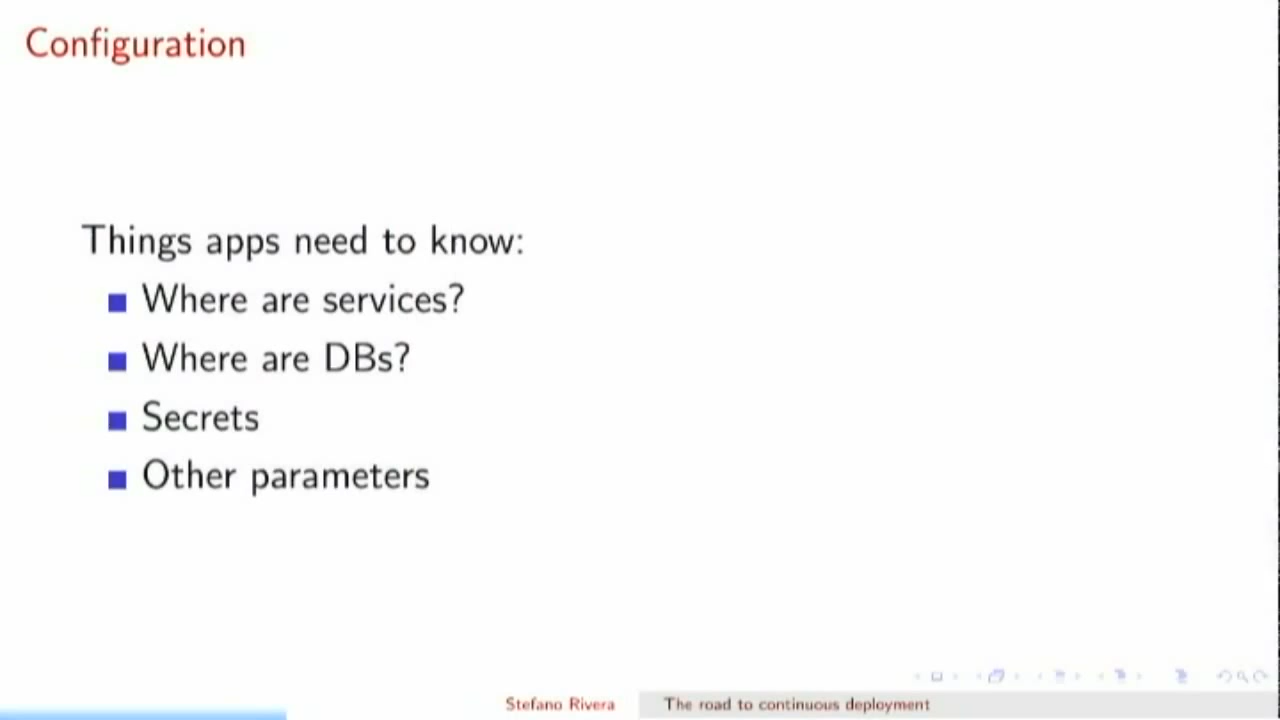 Configuration
Things apps need to know:
Where are services?
Where are DBs?
Secrets
Other parameters
Stefano Rivera
The road to continuous deployment